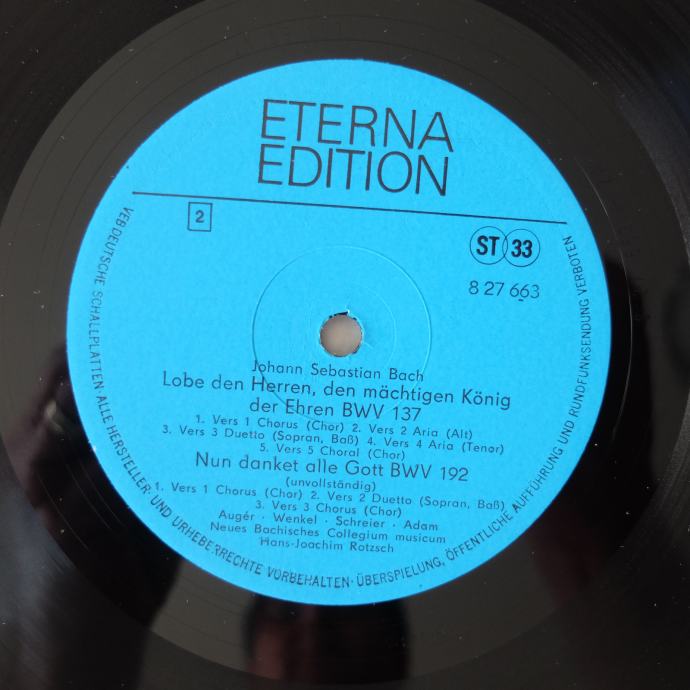 ETERNA
EDITION
2
ST 33
8 27 663
Johann Sebastian Bach
Lobe den Herren, den mächtigen König
der Ehren BWV 137
1. Vers 1 Chorus (Chor) 2. Vers 2 Aria (Alt)
3. Vers 3 Duetto (Sopran, Baß) 4. Vers 4 Aria (Tenor)
5. Vers 5 Choral (Chor)
Nun danket alle Gott BWV 192
(unvollständig)
1. Vers 1 Chorus (Chor) 2. Vers 2 Duetto (Sopran, Baß)
3. Vers 3 Chorus (Chor)
Augér · Wenkel · Schreier · Adam
Neues Bachisches Collegium musicum
Hans-Joachim Rotzsch
VEB DEUTSCHE SCHALLPLATTEN · ALLE HERSTELLER- UND URHEBERRECHTE VORBEHALTEN · ÜBERSPIELUNG, ÖFFENTLICHE AUFFÜHRUNG UND RUNDFUNKSENDUNG VERBOTEN